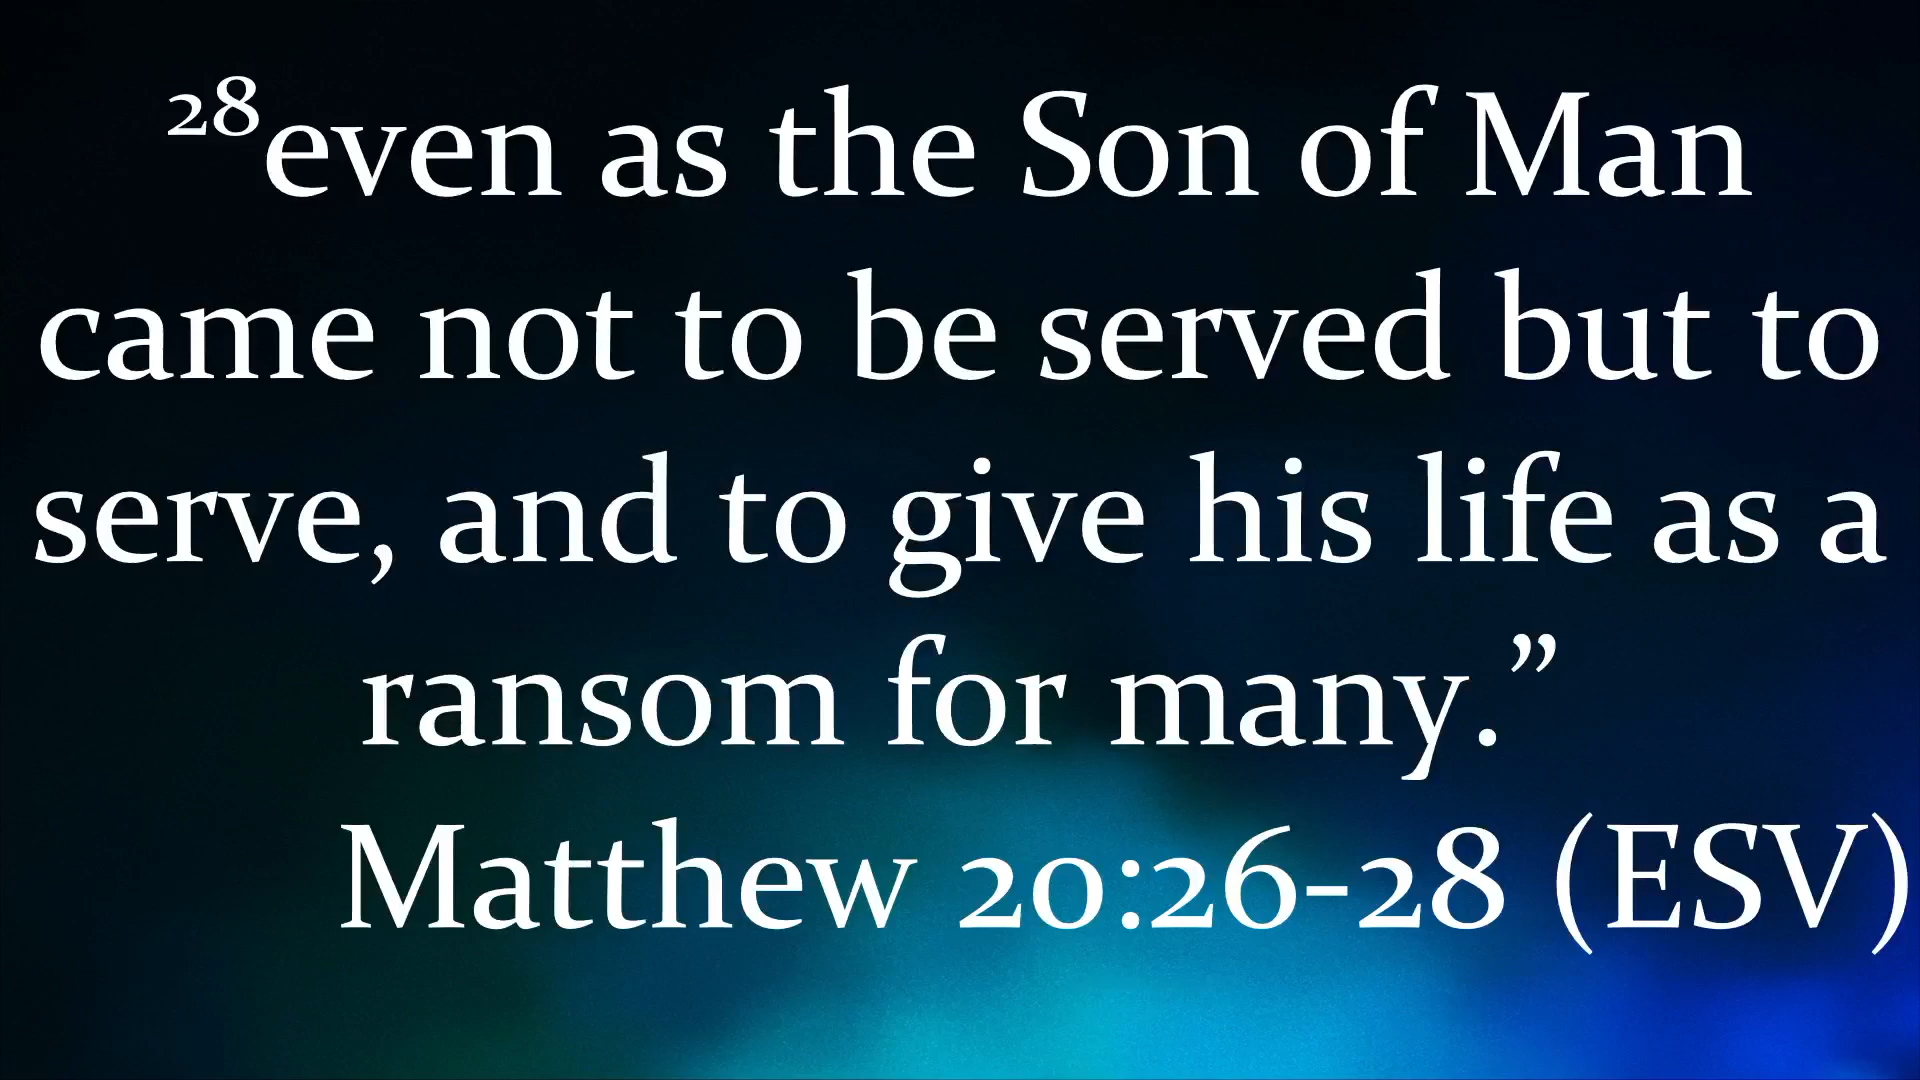 28even as the Son of Man
came not to be served but to
serve, and to give his life as a
ransom for many.”
Matthew 20:26-28 (ESV)